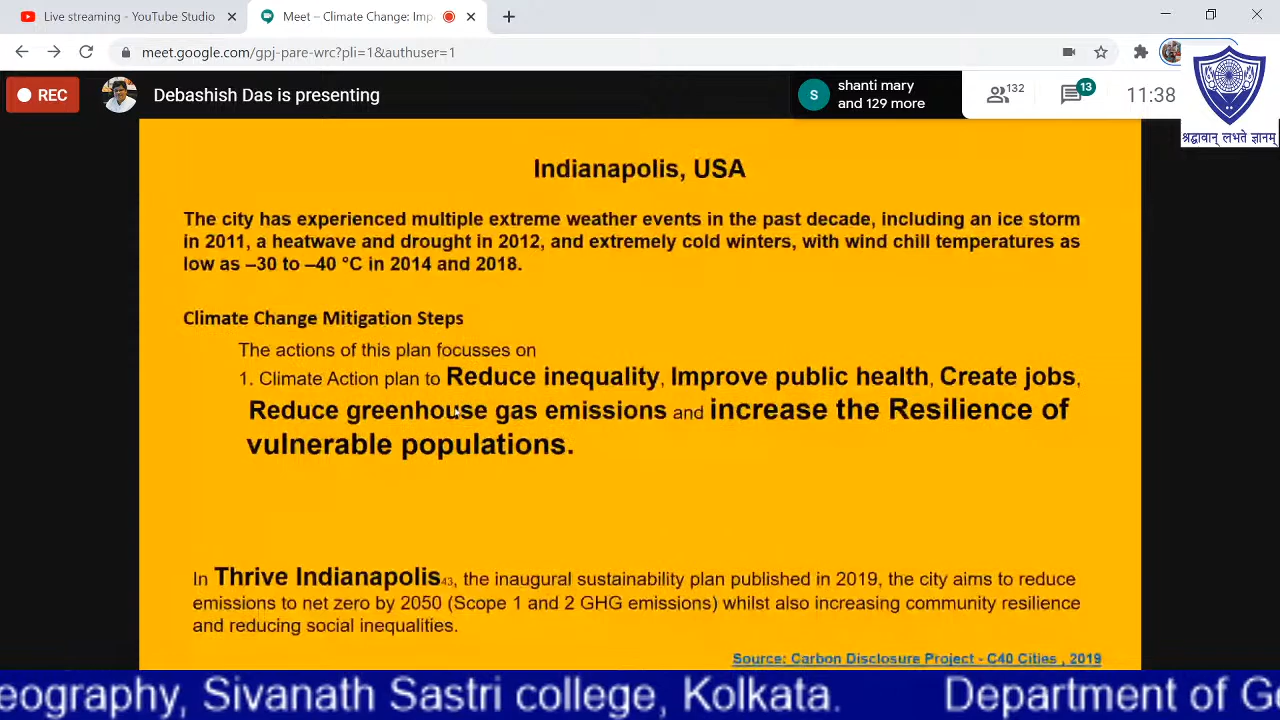 Live streaming - YouTube Studio
Meet – Climate Change: Imp
meet.google.com/gpj-pare-wrc?pli=1&authuser=1
REC
Debashish Das is presenting
S
shanti mary
and 129 more
132
13
11:38
श्रद्धावान् लभते ज्ञानम्
Indianapolis, USA
The city has experienced multiple extreme weather events in the past decade, including an ice storm
in 2011, a heatwave and drought in 2012, and extremely cold winters, with wind chill temperatures as
low as –30 to –40 °C in 2014 and 2018.
Climate Change Mitigation Steps
The actions of this plan focusses on
1. Climate Action plan to Reduce inequality, Improve public health, Create jobs,
Reduce greenhouse gas emissions and increase the Resilience of
vulnerable populations.
In Thrive Indianapolis43, the inaugural sustainability plan published in 2019, the city aims to reduce
emissions to net zero by 2050 (Scope 1 and 2 GHG emissions) whilst also increasing community resilience
and reducing social inequalities.
Source: Carbon Disclosure Project - C40 Cities , 2019
eography, Sivanath Sastri college, Kolkata. Department of Ge